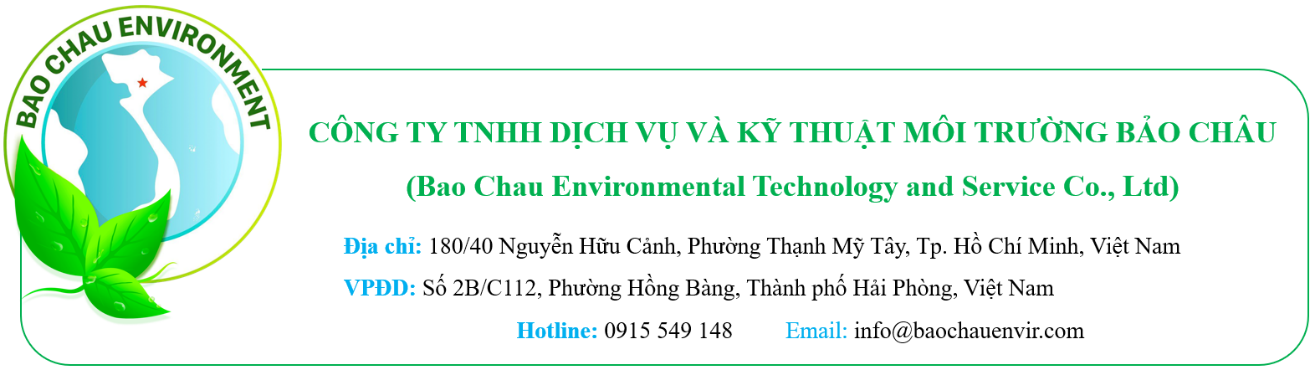 BAO CHAU ENVIRONMENT
CÔNG TY TNHH DỊCH VỤ VÀ KỸ THUẬT MÔI TRƯỜNG BẢO CHÂU
(Bao Chau Environmental Technology and Service Co., Ltd)
Địa chỉ: 180/40 Nguyễn Hữu Cảnh, Phường Thạnh Mỹ Tây, Tp. Hồ Chí Minh, Việt Nam
VPĐD: Số 2B/C112, Phường Hồng Bàng, Thành phố Hải Phòng, Việt Nam
Hotline: 0915 549 148 Email: info@baochauenvir.com